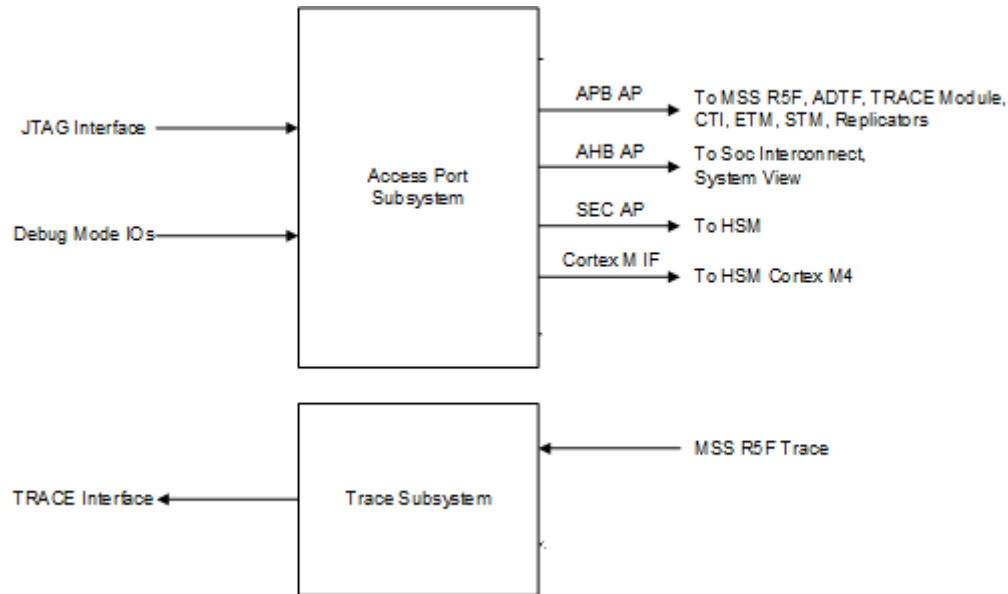 APB AP
To MSS R5F, ADTF, TRACE Module,
CTI, ETM, STM, Replicators
JTAG Interface
AHB AP
To Soc Interconnect,
System View
Access Port
Subsystem
SEC AP
To HSM
Debug Mode IOs
Cortex M IF
To HSM Cortex M4
MSS R5F Trace
TRACE Interface
Trace Subsystem